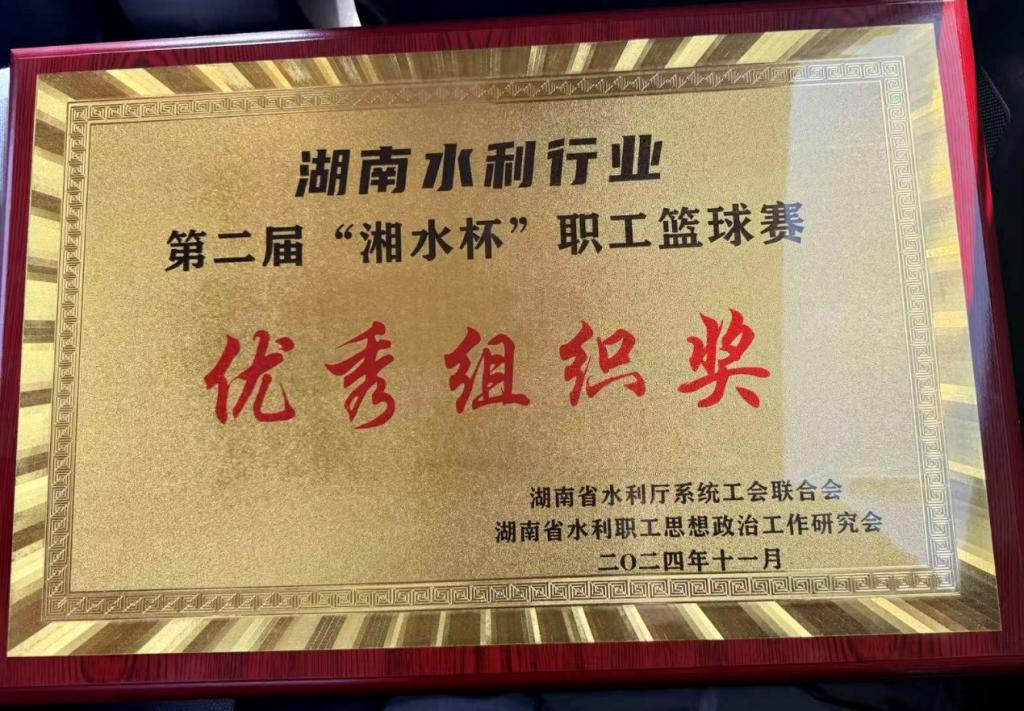 湖南水利行业
第二届“湘水杯”职工篮球赛
优秀组织奖
湖南省水利厅系统工会联合会
湖南省水利职工思想政治工作研究会
二〇二四年十一月